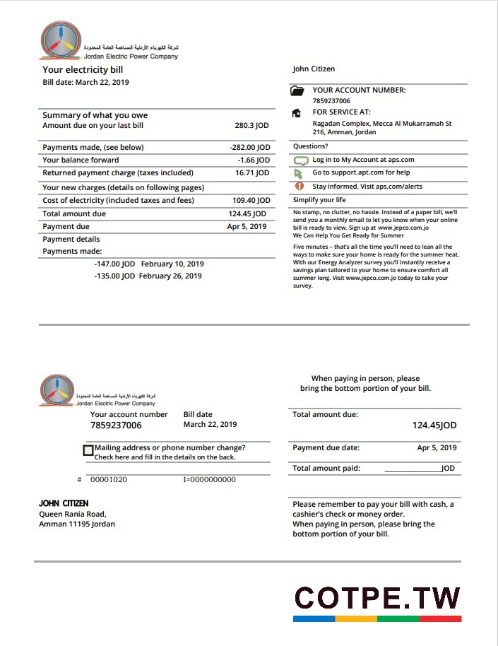 شركة الكهرباء الأردنية المساهمة العامة المحدودة
Jordan Electric Power Company
Your electricity bill
Bill date: March 22, 2019
Summary of what you owe
Amount due on your last bill 280.3 JOD
Payments made, (see below) -282.00 JOD
Your balance forward -1.66 JOD
Returned payment charge (taxes included) 16.71 JOD
Your new charges (details on following pages)
Cost of electricity (included taxes and fees) 109.40 JOD
Total amount due 124.45 JOD
Payment due Apr 5, 2019
Payment details
Payments made:
-147.00 JOD February 10, 2019
-135.00 JOD February 26, 2019
John Citizen
YOUR ACCOUNT NUMBER:
7859237006
FOR SERVICE AT:
Ragadan Complex, Mecca Al Mukarramah St
216, Amman, Jordan
Questions?
Log in to My Account at aps.com
Go to support.apt.com for help
Stay informed. Visit aps.com/alerts
Simplify your life
No stamp, no clutter, no hassle. Instead of a paper bill, we'll
send you a monthly email to let you know when your online
bill is ready to view. Sign up at www.jepco.com.jo
We Can Help You Get Ready for Summer
Five minutes – that's all the time you'll need to lean all the
ways to make sure your home is ready for the summer heat.
With our Energy Analyzer survey you'll instantly receive a
savings plan tailored to your home to ensure comfort all
summer long. Visit www.jepco.com.jo today to take your
survey.
شركة الكهرباء الأردنية المساهمة العامة المحدودة
Jordan Electric Power Company
Your account number Bill date
7859237006 March 22, 2019
Mailing address or phone number change?
Check here and fill in the details on the back.
# 00001020 I=0000000000
JOHN CITIZEN
Queen Rania Road,
Amman 11195 Jordan
When paying in person, please
bring the bottom portion of your bill.
Total amount due:
124.45JOD
Payment due date: Apr 5, 2019
Total amount paid: ______________JOD
Please remember to pay your bill with cash, a
cashier's check or money order.
When paying in person, please bring the
bottom portion of your bill.
COTPE.TW